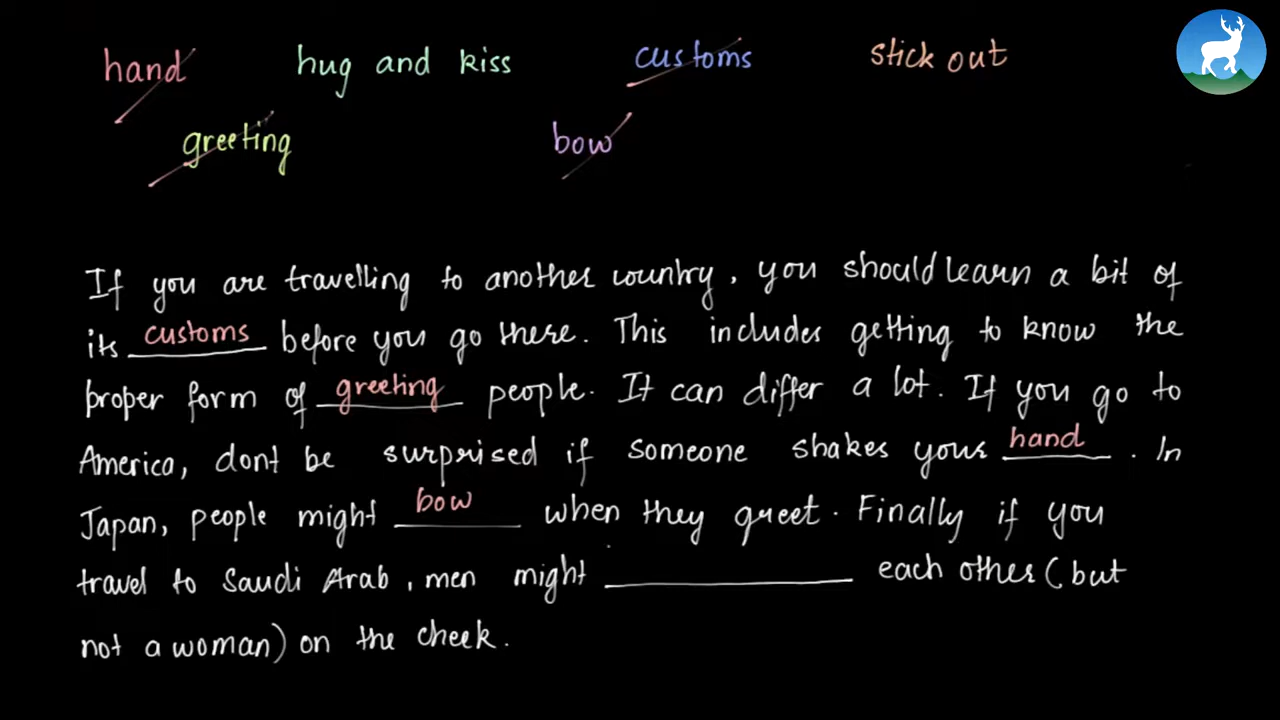 hand hug and kiss customs stick out
greeting bow
If you are travelling to another country, you should learn a bit of
its customs before you go there. This includes getting to know the
proper form of greeting people. It can differ a lot. If you go to
America, dont be surprised if someone shakes your hand. In
Japan, people might bow when they greet. Finally if you
travel to Saudi Arab, men might ____________ each other (but
not a woman) on the cheek.